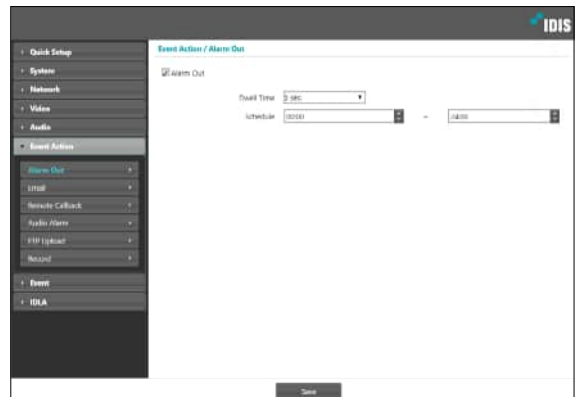 IDIS
Quick Setup
System
Network
Video
Audio
Event Action
Alarm Out
Email
Remote Callback
Audio Alarm
FTP Upload
Record
Event
IDLA
Event Action / Alarm Out
Alarm Out
Dwell Time 5 sec
Schedule 00:00 ~ 24:00
Save